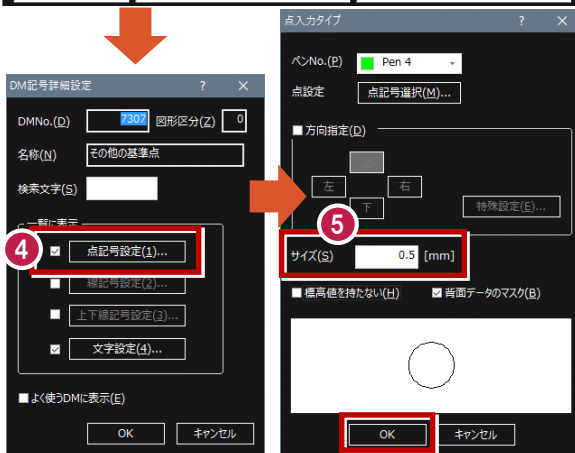 DM記号詳細設定 ? ×
DMNo.(D) 7307 図形区分(Z) 0
名称(N) その他の基準点
検索文字(S)
一覧に表示
4 点記号設定(1)...
線記号設定(2)...
上下線記号設定(3)...
文字設定(4)...
よく使うDMに表示(E)
OK キャンセル
点入力タイプ ? ×
ペンNo.(P) Pen 4
点設定 点記号選択(M)...
方向指定(D)
上
左 右
下 特殊設定(E)...
5
サイズ(S) 0.5 [mm]
標高値を持たない(H) 背面データのマスク(B)
OK キャンセル